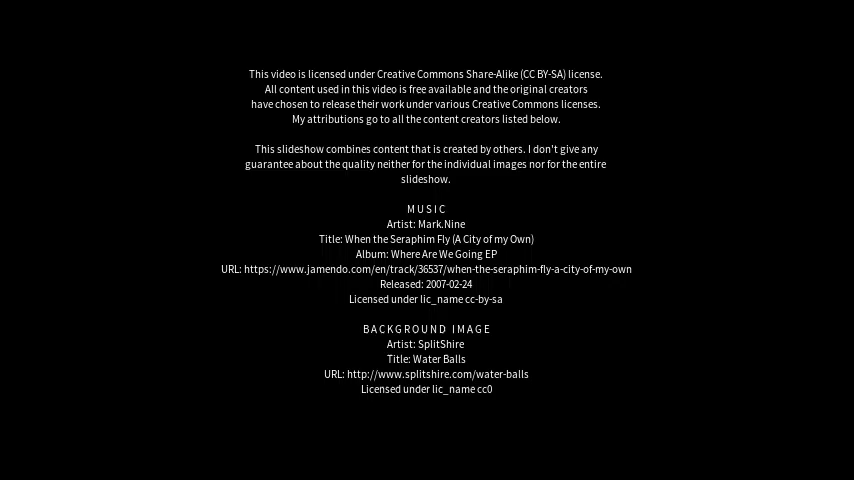 This video is licensed under Creative Commons Share-Alike (CC BY-SA) license.
All content used in this video is free available and the original creators
have chosen to release their work under various Creative Commons licenses.
My attributions go to all the content creators listed below.
This slideshow combines content that is created by others. I don't give any
guarantee about the quality neither for the individual images nor for the entire
slideshow.
MUSIC
Artist: Mark.Nine
Title: When the Seraphim Fly (A City of my Own)
Album: Where Are We Going EP
URL: https://www.jamendo.com/en/track/36537/when-the-seraphim-fly-a-city-of-my-own
Released: 2007-02-24
Licensed under lic_name cc-by-sa
BACKGROUND IMAGE
Artist: SplitShire
Title: Water Balls
URL: http://www.splitshire.com/water-balls
Licensed under lic_name cc0